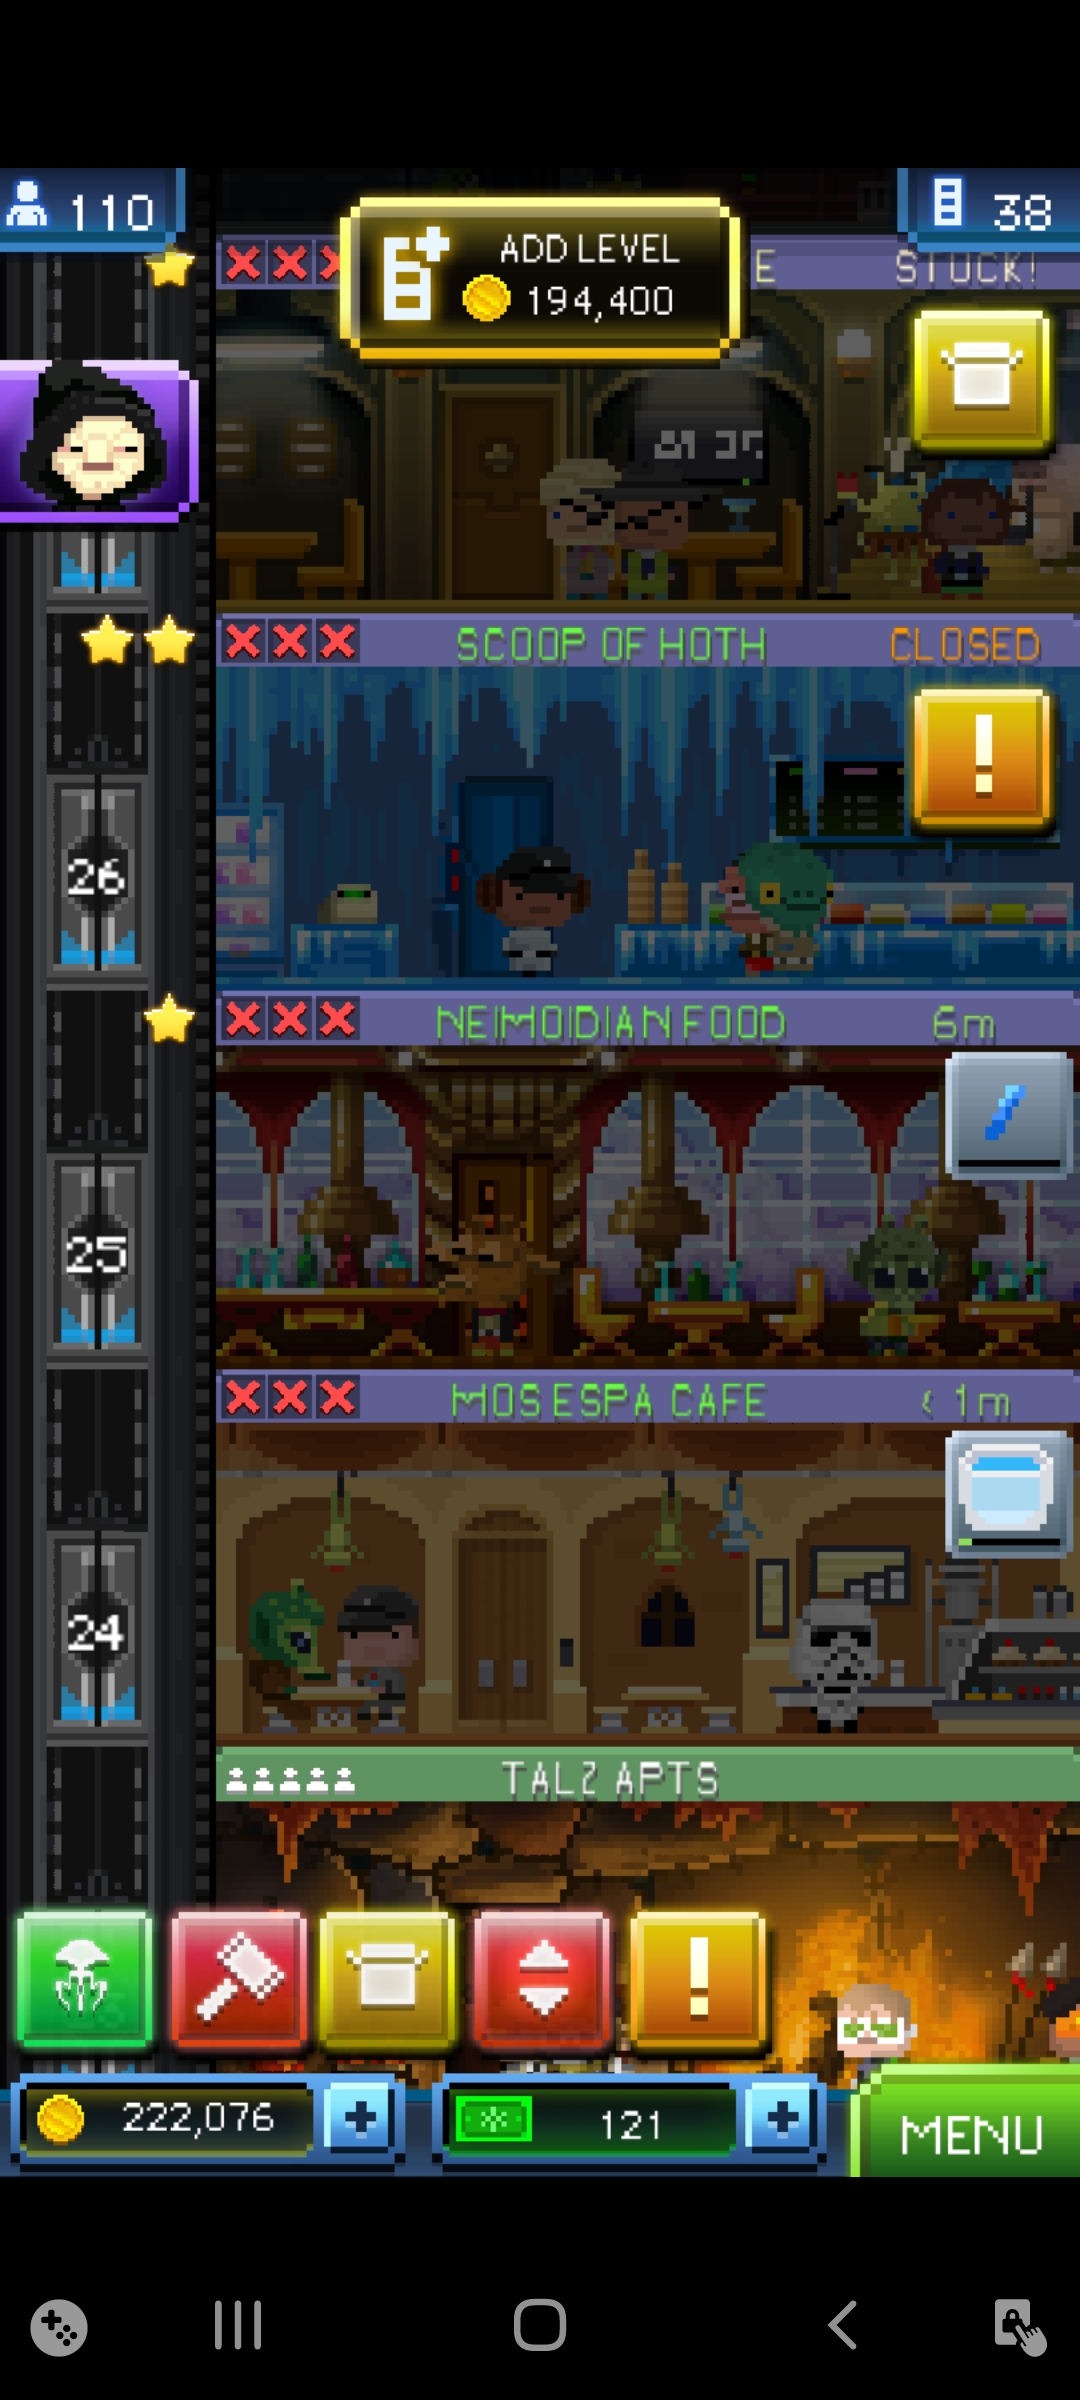 110
ADD LEVEL
194,400
38
E STUCK!
SCOOP OF HOTH CLOSED
26
NEIMOIDIAN FOOD 6m
25
MOS ESPA CAFE < 1m
24
TALZ APTS
222,076
121
MENU